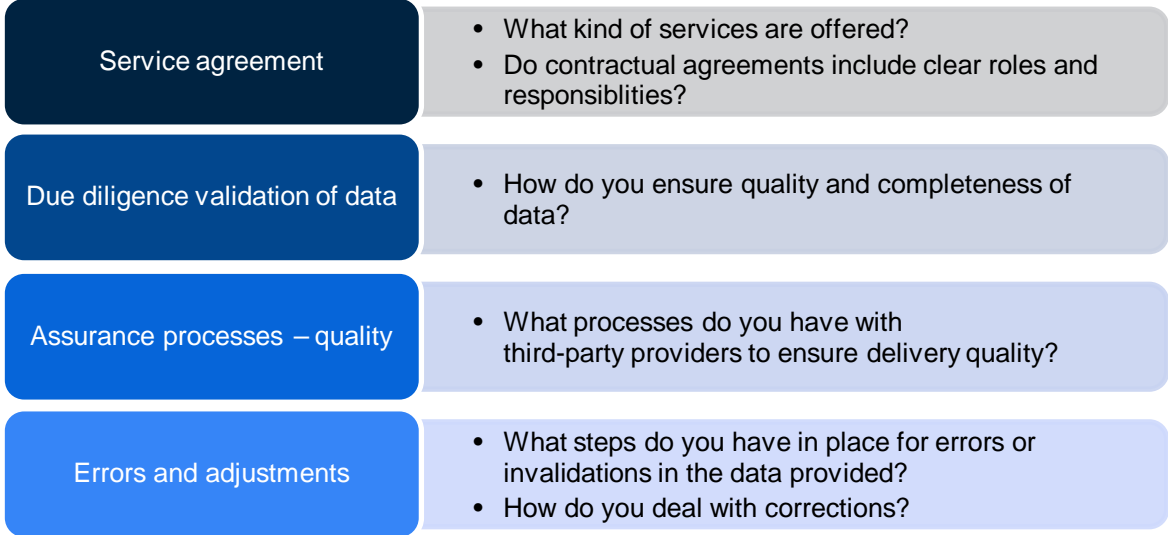 Service agreement
• What kind of services are offered?
• Do contractual agreements include clear roles and
responsiblities?
Due diligence validation of data
• How do you ensure quality and completeness of
data?
Assurance processes – quality
• What processes do you have with
third-party providers to ensure delivery quality?
Errors and adjustments
• What steps do you have in place for errors or
invalidations in the data provided?
• How do you deal with corrections?